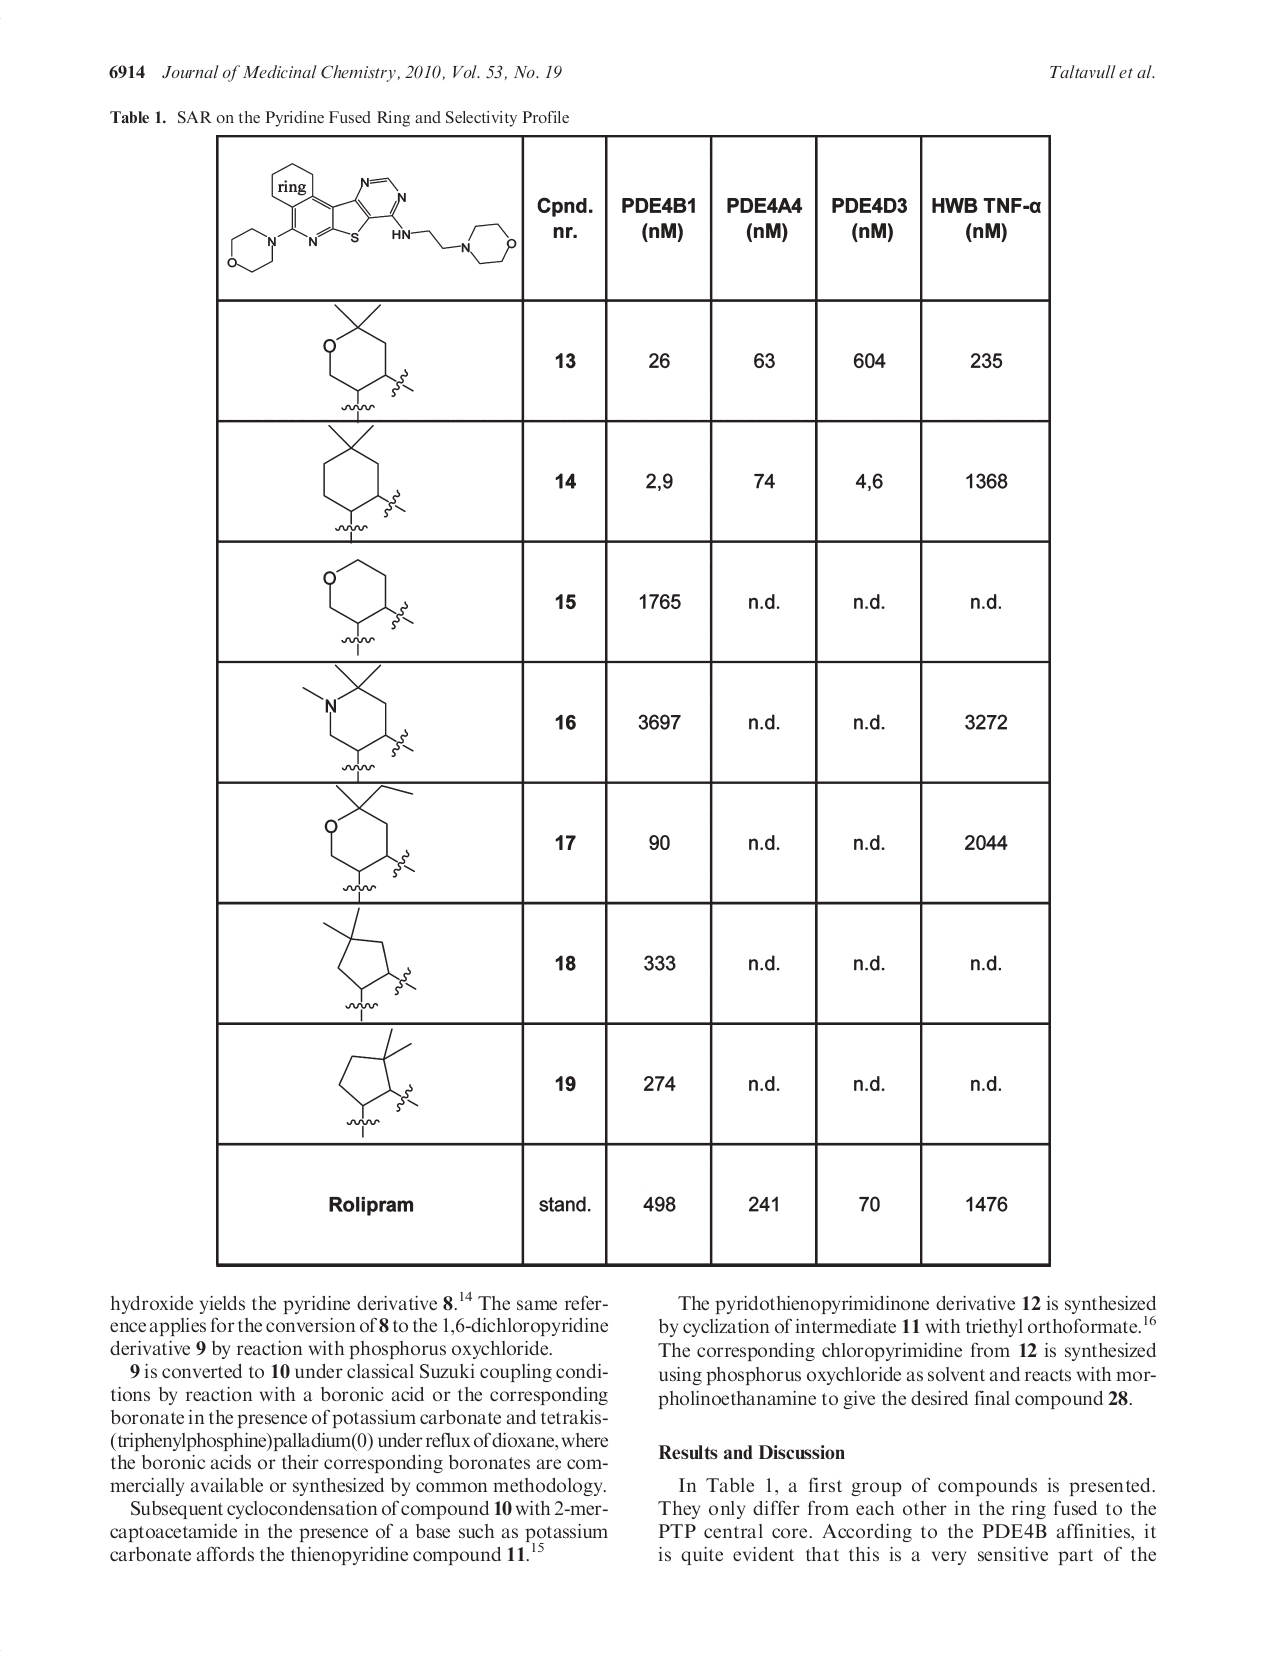 6914 Journal of Medicinal Chemistry, 2010, Vol. 53, No. 19 Taltavull et al.
Table 1. SAR on the Pyridine Fused Ring and Selectivity Profile
ring N N N N S HN N O O
Cpnd. nr. PDE4B1 (nM) PDE4A4 (nM) PDE4D3 (nM) HWB TNF-α (nM)
O 13 26 63 604 235
14 2,9 74 4,6 1368
O 15 1765 n.d. n.d. n.d.
N 16 3697 n.d. n.d. 3272
O 17 90 n.d. n.d. 2044
18 333 n.d. n.d. n.d.
19 274 n.d. n.d. n.d.
Rolipram stand. 498 241 70 1476
hydroxide yields the pyridine derivative 8.14 The same refer-
ence applies for the conversion of 8 to the 1,6-dichloropyridine
derivative 9 by reaction with phosphorus oxychloride.
9 is converted to 10 under classical Suzuki coupling condi-
tions by reaction with a boronic acid or the corresponding
boronate in the presence of potassium carbonate and tetrakis-
(triphenylphosphine)palladium(0) under reflux of dioxane, where
the boronic acids or their corresponding boronates are com-
mercially available or synthesized by common methodology.
Subsequent cyclocondensation of compound 10 with 2-mer-
captoacetamide in the presence of a base such as potassium
carbonate affords the thienopyridine compound 11.15
The pyridothienopyrimidinone derivative 12 is synthesized
by cyclization of intermediate 11 with triethyl orthoformate.16
The corresponding chloropyrimidine from 12 is synthesized
using phosphorus oxychloride as solvent and reacts with mor-
pholinoethanamine to give the desired final compound 28.
Results and Discussion
In Table 1, a first group of compounds is presented.
They only differ from each other in the ring fused to the
PTP central core. According to the PDE4B affinities, it
is quite evident that this is a very sensitive part of the